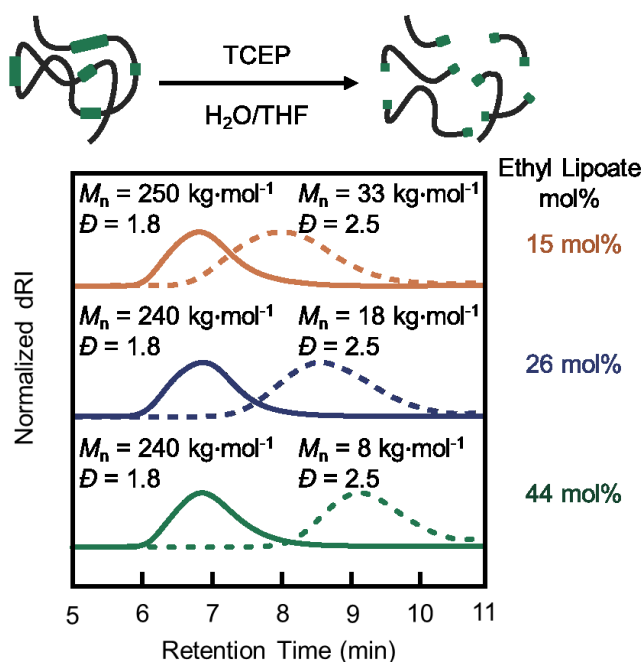 TCEP
H₂O/THF
Ethyl Lipoate
mol%
Mn = 250 kg·mol⁻¹
Đ = 1.8
Mn = 33 kg·mol⁻¹
Đ = 2.5
15 mol%
Mn = 240 kg·mol⁻¹
Đ = 1.8
Mn = 18 kg·mol⁻¹
Đ = 2.5
26 mol%
Mn = 240 kg·mol⁻¹
Đ = 1.8
Mn = 8 kg·mol⁻¹
Đ = 2.5
44 mol%
Normalized dRI
5 6 7 8 9 10 11
Retention Time (min)